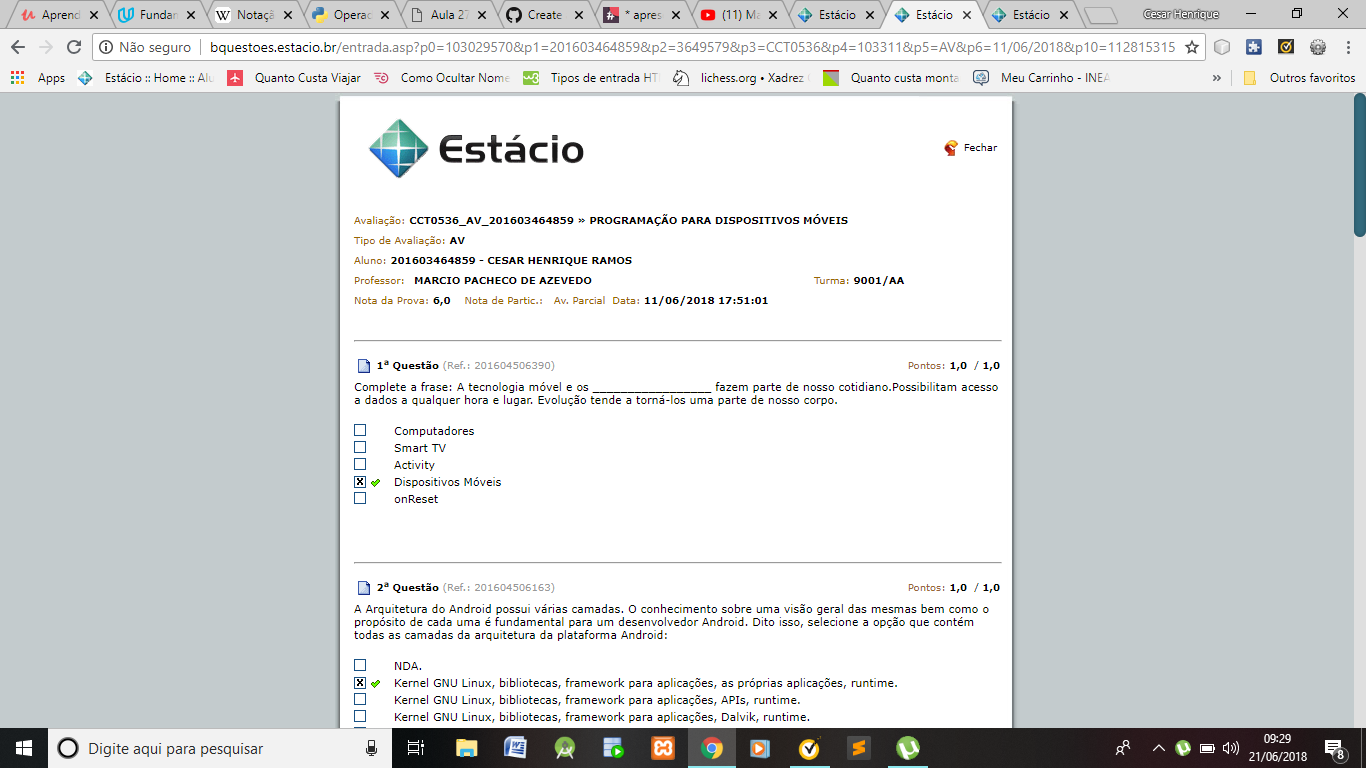 Aprend
Fundar
Notaçã
Operac
Aula 27
Create
* apres
(11) Ma
Estácio
Estácio
Estácio
Cesar Henrique
Não seguro
bquestoes.estacio.br/entrada.asp?p0=103029570&p1=201603464859&p2=3649579&p3=CCT0536&p4=103311&p5=AV&p6=11/06/2018&p10=112815315
Apps
Estácio :: Home :: Alu
Quanto Custa Viajar
Como Ocultar Nome
Tipos de entrada HT
lichess.org • Xadrez
Quanto custa monta
Meu Carrinho - INEA
»
Outros favoritos
Estácio
Fechar
Avaliação: CCT0536_AV_201603464859 » PROGRAMAÇÃO PARA DISPOSITIVOS MÓVEIS
Tipo de Avaliação: AV
Aluno: 201603464859 - CESAR HENRIQUE RAMOS
Professor: MARCIO PACHECO DE AZEVEDO Turma: 9001/AA
Nota da Prova: 6,0 Nota de Partic.: Av. Parcial Data: 11/06/2018 17:51:01
1ª Questão (Ref.: 201604506390) Pontos: 1,0 / 1,0
Complete a frase: A tecnologia móvel e os _________________ fazem parte de nosso cotidiano.Possibilitam acesso
a dados a qualquer hora e lugar. Evolução tende a torná-los uma parte de nosso corpo.
Computadores
Smart TV
Activity
Dispositivos Móveis
onReset
2ª Questão (Ref.: 201604506163) Pontos: 1,0 / 1,0
A Arquitetura do Android possui várias camadas. O conhecimento sobre uma visão geral das mesmas bem como o
propósito de cada uma é fundamental para um desenvolvedor Android. Dito isso, selecione a opção que contém
todas as camadas da arquitetura da plataforma Android:
NDA.
Kernel GNU Linux, bibliotecas, framework para aplicações, as próprias aplicações, runtime.
Kernel GNU Linux, bibliotecas, framework para aplicações, APIs, runtime.
Kernel GNU Linux, bibliotecas, framework para aplicações, Dalvik, runtime.
Digite aqui para pesquisar
09:29
21/06/2018
8